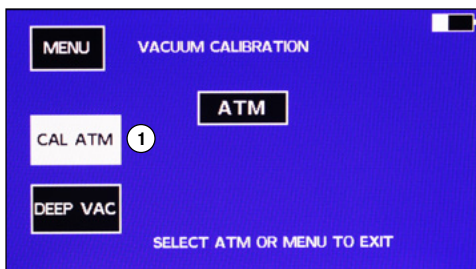 MENU
VACUUM CALIBRATION
ATM
CAL ATM
1
DEEP VAC
SELECT ATM OR MENU TO EXIT